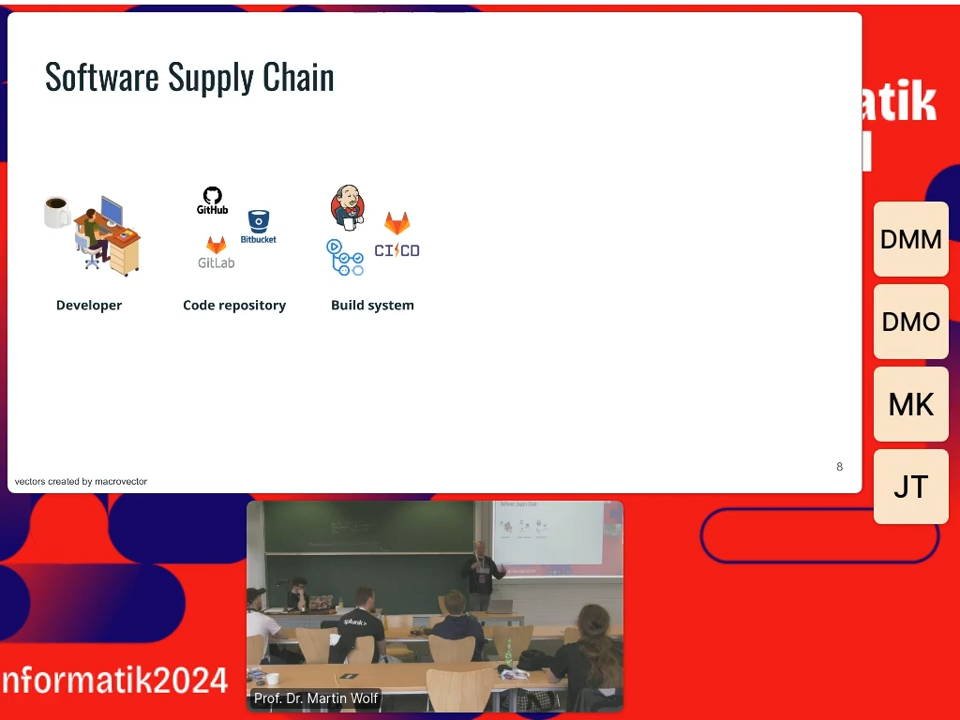 Software Supply Chain
GitHub
Bitbucket
GitLab
CI/CD
Developer
Code repository
Build system
8
vectors created by macrovector
atik
DMM
DMO
MK
JT
splunk>
nformatik2024
Prof. Dr. Martin Wolf